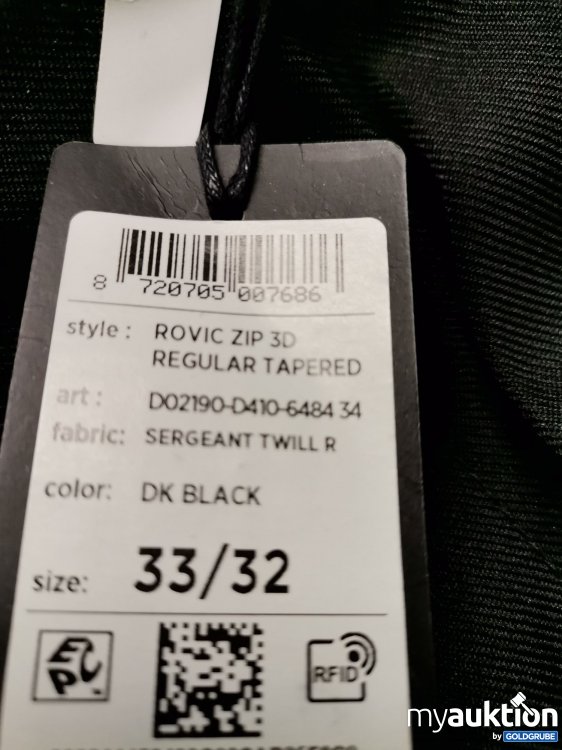 8 720705 007686
style: ROVIC ZIP 3D
REGULAR TAPERED
art: D02190-D410-6484 34
fabric: SERGEANT TWILL R
color: DK BLACK
size: 33/32
EPC
RFID
myauktion
by GOLDGRUBE